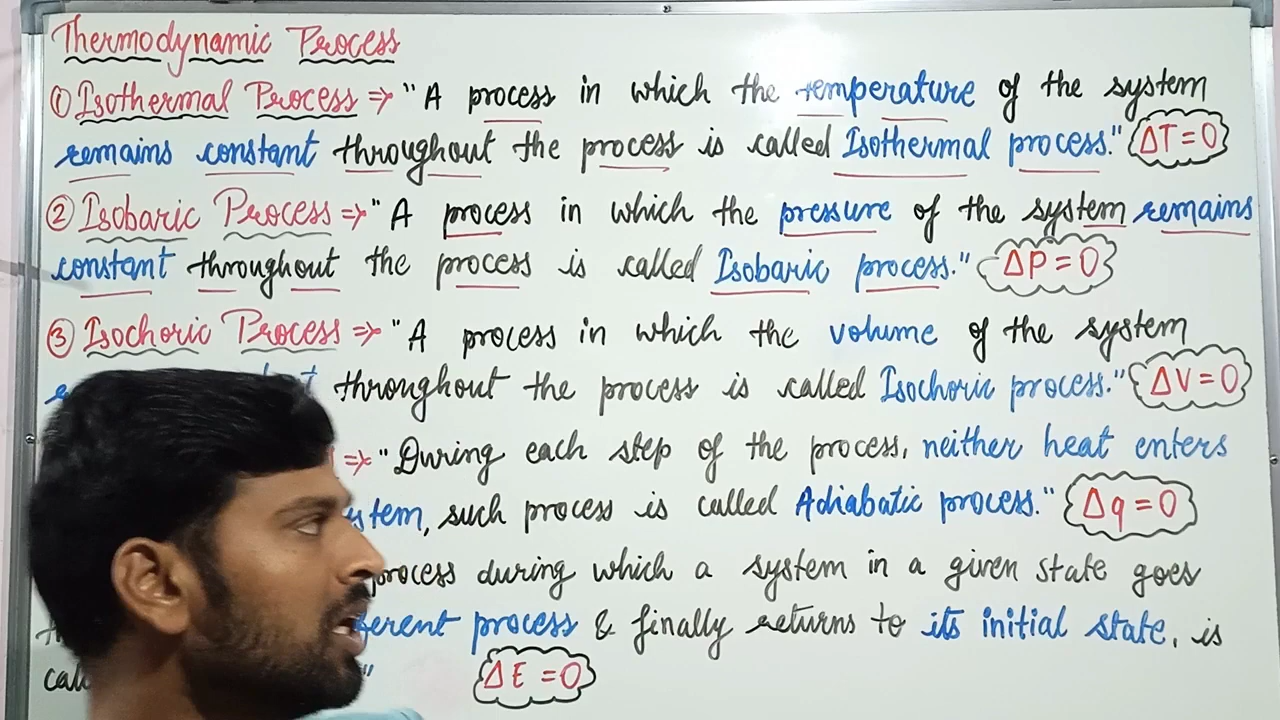 Thermodynamic Process
① Isothermal Process ⇒ " A process in which the temperature of the system
remains constant throughout the process is called Isothermal process." ΔT=0
② Isobaric Process ⇒ " A process in which the pressure of the system remains
constant throughout the process is called Isobaric process." ΔP=0
③ Isochoric Process ⇒ " A process in which the volume of the system
throughout the process is called Isochoric process." ΔV=0
⇒ " During each step of the process, neither heat enters
such process is called Adiabatic process." Δq=0
process during which a system in a given state goes
process & finally returns to its initial state, is
" ΔE=0